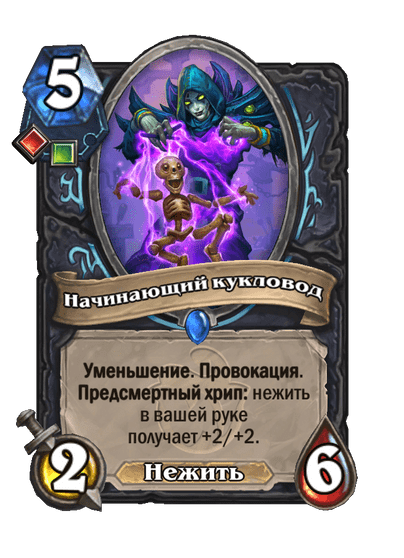 5
Начинающий кукловод
Уменьшение. Провокация.
Предсмертный хрип: нежить
в вашей руке
получает +2/+2.
2
Нежить
6